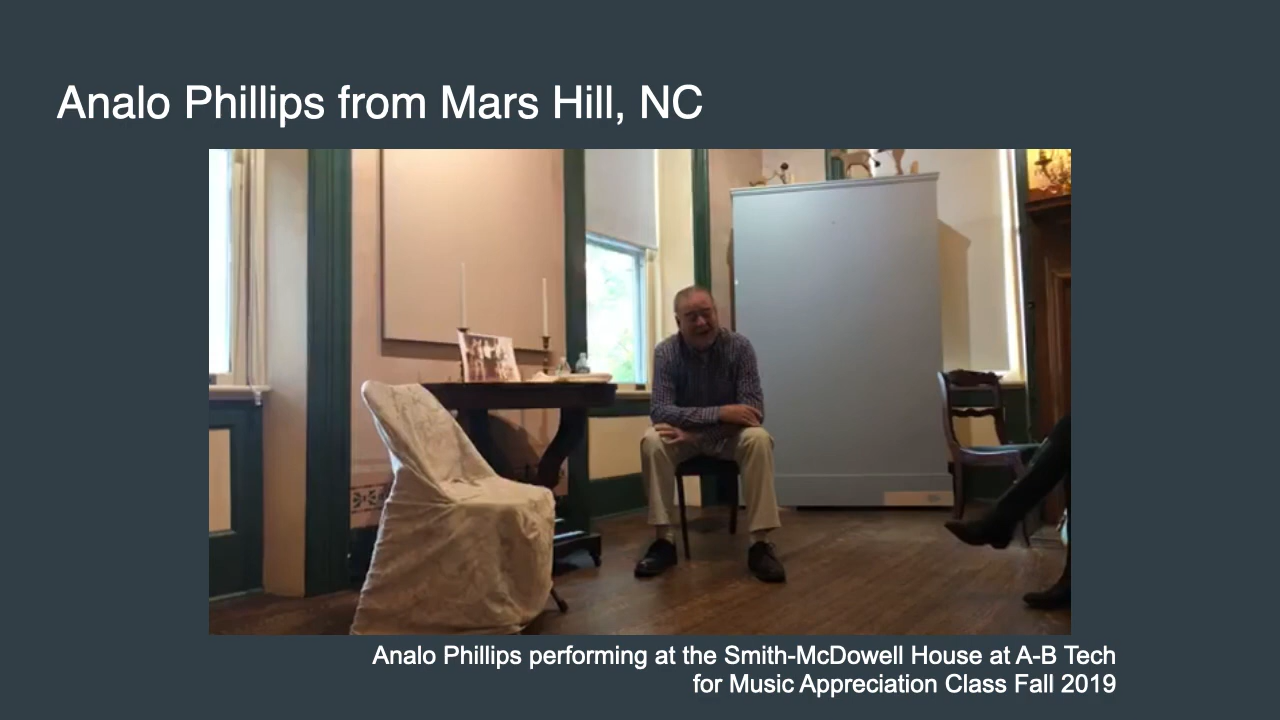 Analo Phillips from Mars Hill, NC
Analo Phillips performing at the Smith-McDowell House at A-B Tech
for Music Appreciation Class Fall 2019